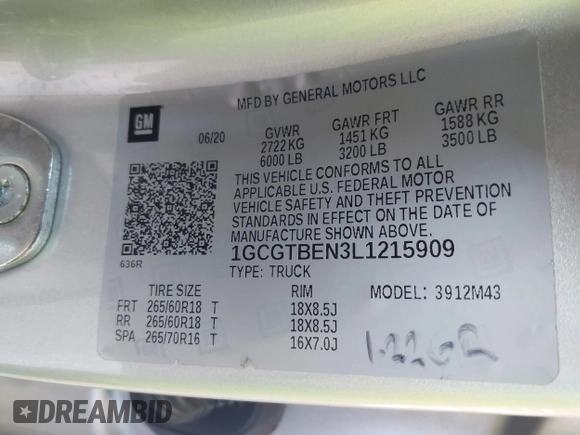 MFD BY GENERAL MOTORS LLC
GM
06/20 GVWR GAWR FRT GAWR RR
2722 KG 1451 KG 1588 KG
6000 LB 3200 LB 3500 LB
THIS VEHICLE CONFORMS TO ALL
APPLICABLE U.S. FEDERAL MOTOR
VEHICLE SAFETY AND THEFT PREVENTION
STANDARDS IN EFFECT ON THE DATE OF
MANUFACTURE SHOWN ABOVE.
636R 1GCGTBEN3L1215909
TYPE: TRUCK
TIRE SIZE RIM MODEL: 3912M43
FRT 265/60R18 T 18X8.5J
RR 265/60R18 T 18X8.5J
SPA 265/70R16 T 16X7.0J
DREAMBID